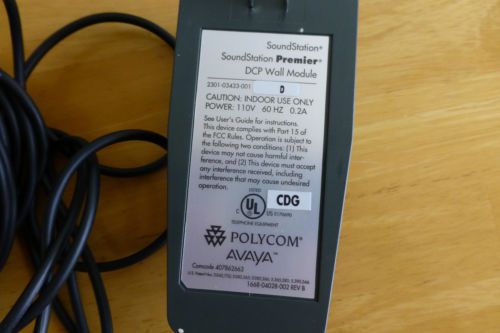 SoundStation®
SoundStation Premier®
DCP Wall Module
2301-03433-001 D
CAUTION: INDOOR USE ONLY
POWER: 110V 60 HZ 0.2A
See User's Guide for instructions.
This device complies with Part 15 of
the FCC Rules. Operation is subject to
the following two conditions: (1) This
device may not cause harmful inter-
ference, and (2) This device must accept
any interference received, including
interference that may cause undesired
operation.
LISTED
C UL US
CDG
TELEPHONE EQUIPMENT
POLYCOM®
AVAYA™
Comcode 407862663
1668-04028-002 REV B